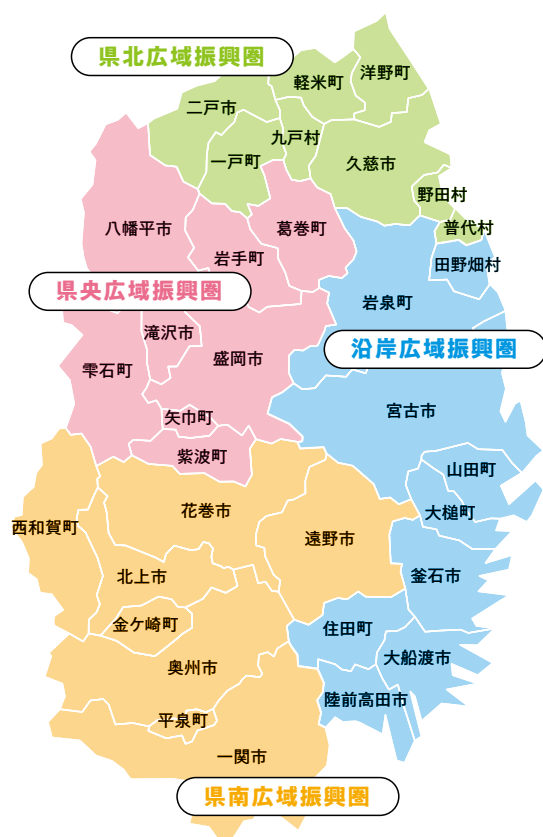 県北広域振興圏
洋野町
軽米町
二戸市
九戸村
一戸町
久慈市
野田村
普代村
八幡平市
葛巻町
岩手町
田野畑村
県央広域振興圏
岩泉町
滝沢市
沿岸広域振興圏
盛岡市
雫石町
宮古市
矢巾町
紫波町
山田町
花巻市
大槌町
西和賀町
遠野市
北上市
釜石市
金ケ崎町
住田町
奥州市
大船渡市
陸前高田市
平泉町
一関市
県南広域振興圏